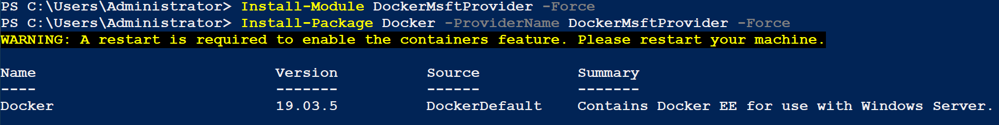 PS C:\Users\Administrator> Install-Module DockerMsftProvider -Force
PS C:\Users\Administrator> Install-Package Docker -ProviderName DockerMsftProvider -Force
WARNING: A restart is required to enable the containers feature. Please restart your machine.
Name Version Source Summary
---- ------- ------ -------
Docker 19.03.5 DockerDefault Contains Docker EE for use with Windows Server.